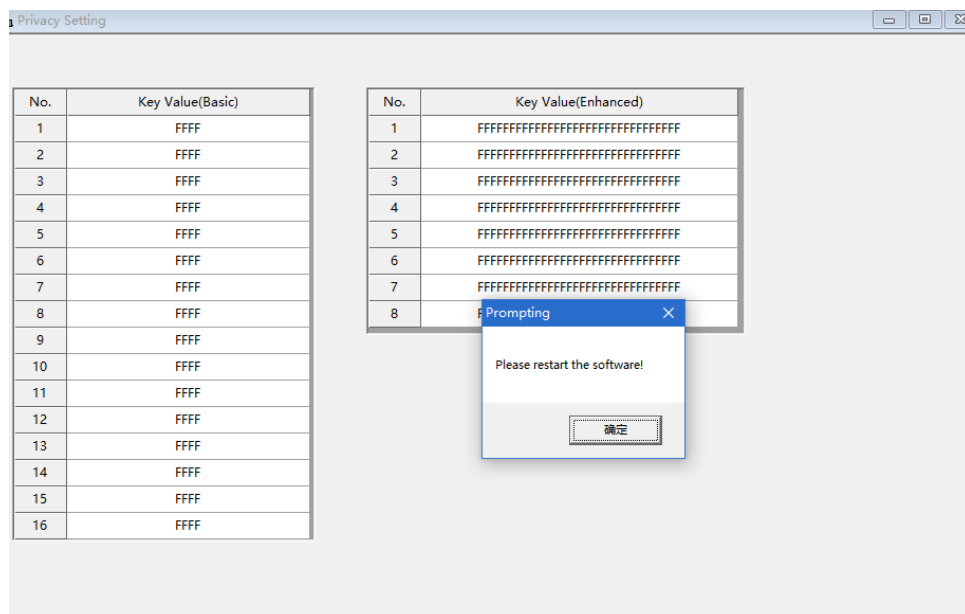 Privacy Setting
No. Key Value(Basic)
1 FFFF
2 FFFF
3 FFFF
4 FFFF
5 FFFF
6 FFFF
7 FFFF
8 FFFF
9 FFFF
10 FFFF
11 FFFF
12 FFFF
13 FFFF
14 FFFF
15 FFFF
16 FFFF
No. Key Value(Enhanced)
1 FFFFFFFFFFFFFFFFFFFFFFFFFFFFFFFF
2 FFFFFFFFFFFFFFFFFFFFFFFFFFFFFFFF
3 FFFFFFFFFFFFFFFFFFFFFFFFFFFFFFFF
4 FFFFFFFFFFFFFFFFFFFFFFFFFFFFFFFF
5 FFFFFFFFFFFFFFFFFFFFFFFFFFFFFFFF
6 FFFFFFFFFFFFFFFFFFFFFFFFFFFFFFFF
7 FFFFFFFFFFFFFFFFFFFFFFFFFFFFFFFF
8
Prompting
Please restart the software!
确定